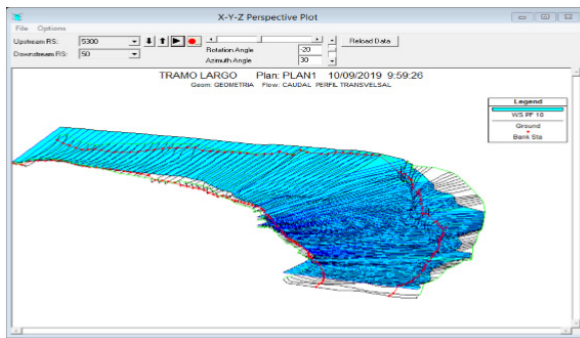 X-Y-Z Perspective Plot
File Options
Upstream RS: 5300
Downstream RS: 50
Rotation Angle -20
Azimuth Angle 30
Reload Data
TRAMO LARGO Plan: PLAN1 10/09/2019 9:59:26
Geom: GEOMETRIA Flow: CAUDAL PERFIL TRANVELSAL
Legend
WS PF 18
Ground
Bank Sta